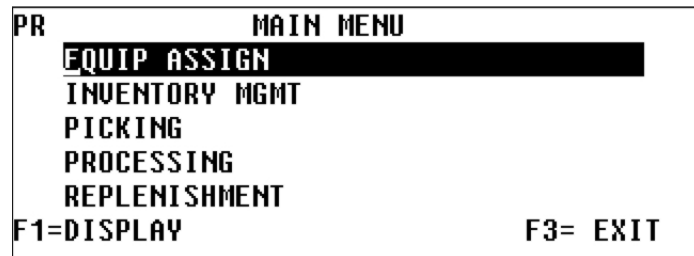 PR MAIN MENU
EQUIP ASSIGN
INVENTORY MGMT
PICKING
PROCESSING
REPLENISHMENT
F1=DISPLAY F3= EXIT